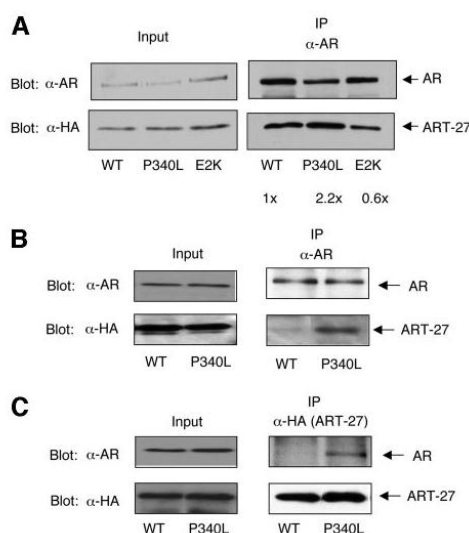 A
Input
IP
α-AR
Blot: α-AR
AR
Blot: α-HA
ART-27
WT P340L E2K WT P340L E2K
1x 2.2x 0.6x
B
Input
IP
α-AR
Blot: α-AR
AR
Blot: α-HA
ART-27
WT P340L WT P340L
C
Input
IP
α-HA (ART-27)
Blot: α-AR
AR
Blot: α-HA
ART-27
WT P340L WT P340L